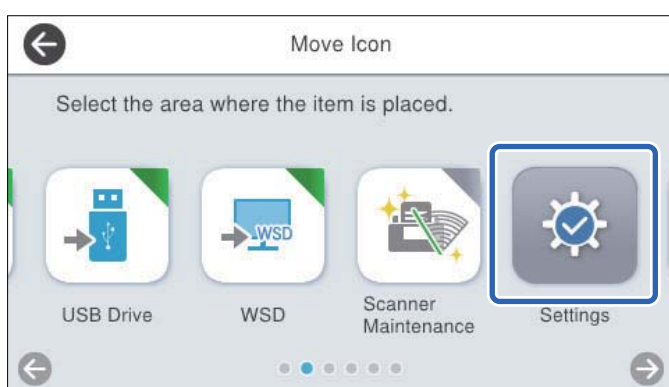 Move Icon
Select the area where the item is placed.
WSD
USB Drive
WSD
Scanner
Maintenance
Settings